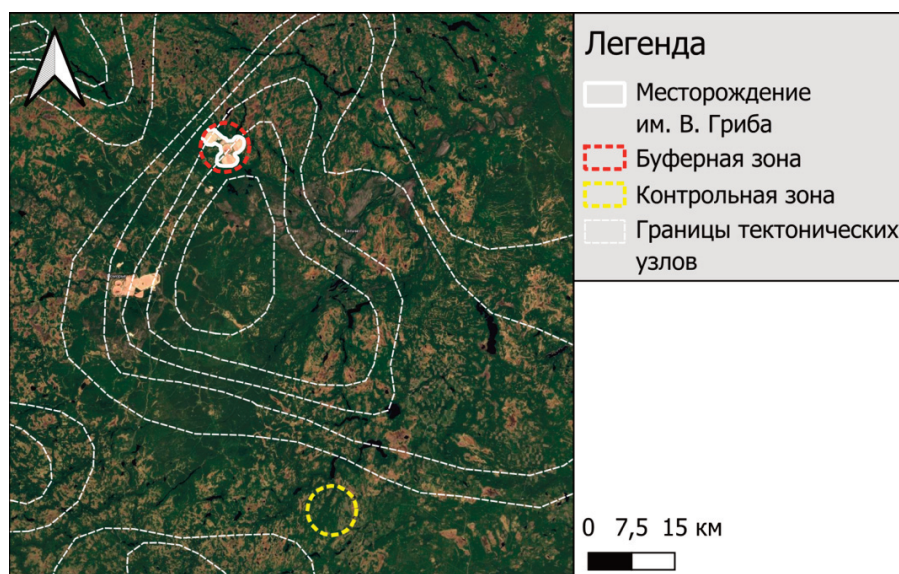 Легенда
Месторождение
им. В. Гриба
Буферная зона
Контрольная зона
Границы тектонических
узлов
0 7,5 15 км